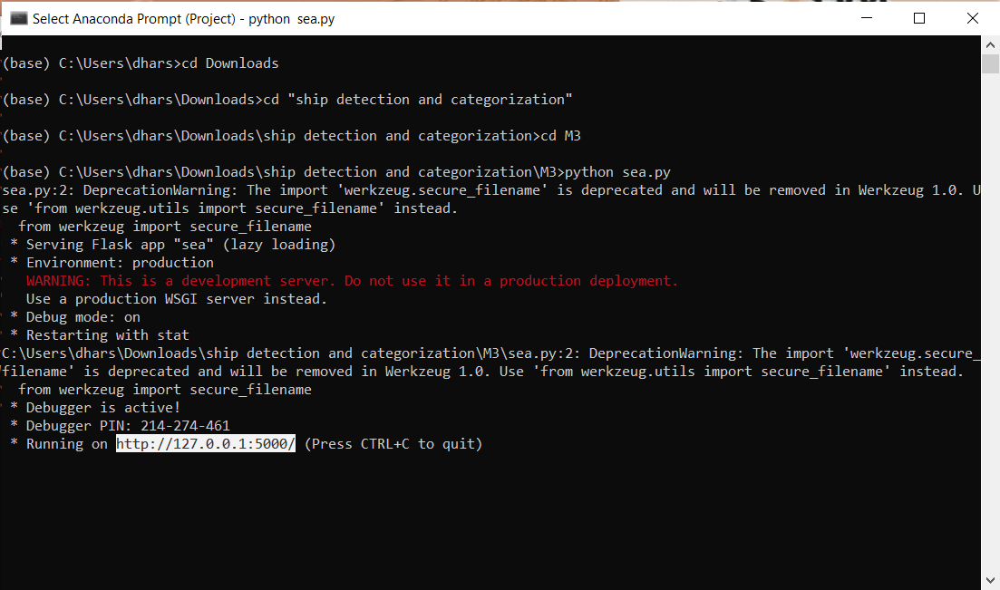 Select Anaconda Prompt (Project) - python  sea.py
(base) C:\Users\dhars>cd Downloads
(base) C:\Users\dhars\Downloads>cd "ship detection and categorization"
(base) C:\Users\dhars\Downloads\ship detection and categorization>cd M3
(base) C:\Users\dhars\Downloads\ship detection and categorization\M3>python sea.py
sea.py:2: DeprecationWarning: The import 'werkzeug.secure_filename' is deprecated and will be removed in Werkzeug 1.0. U
se 'from werkzeug.utils import secure_filename' instead.
  from werkzeug import secure_filename
 * Serving Flask app "sea" (lazy loading)
 * Environment: production
   WARNING: This is a development server. Do not use it in a production deployment.
   Use a production WSGI server instead.
 * Debug mode: on
 * Restarting with stat
C:\Users\dhars\Downloads\ship detection and categorization\M3\sea.py:2: DeprecationWarning: The import 'werkzeug.secure_
filename' is deprecated and will be removed in Werkzeug 1.0. Use 'from werkzeug.utils import secure_filename' instead.
  from werkzeug import secure_filename
 * Debugger is active!
 * Debugger PIN: 214-274-461
 * Running on http://127.0.0.1:5000/ (Press CTRL+C to quit)